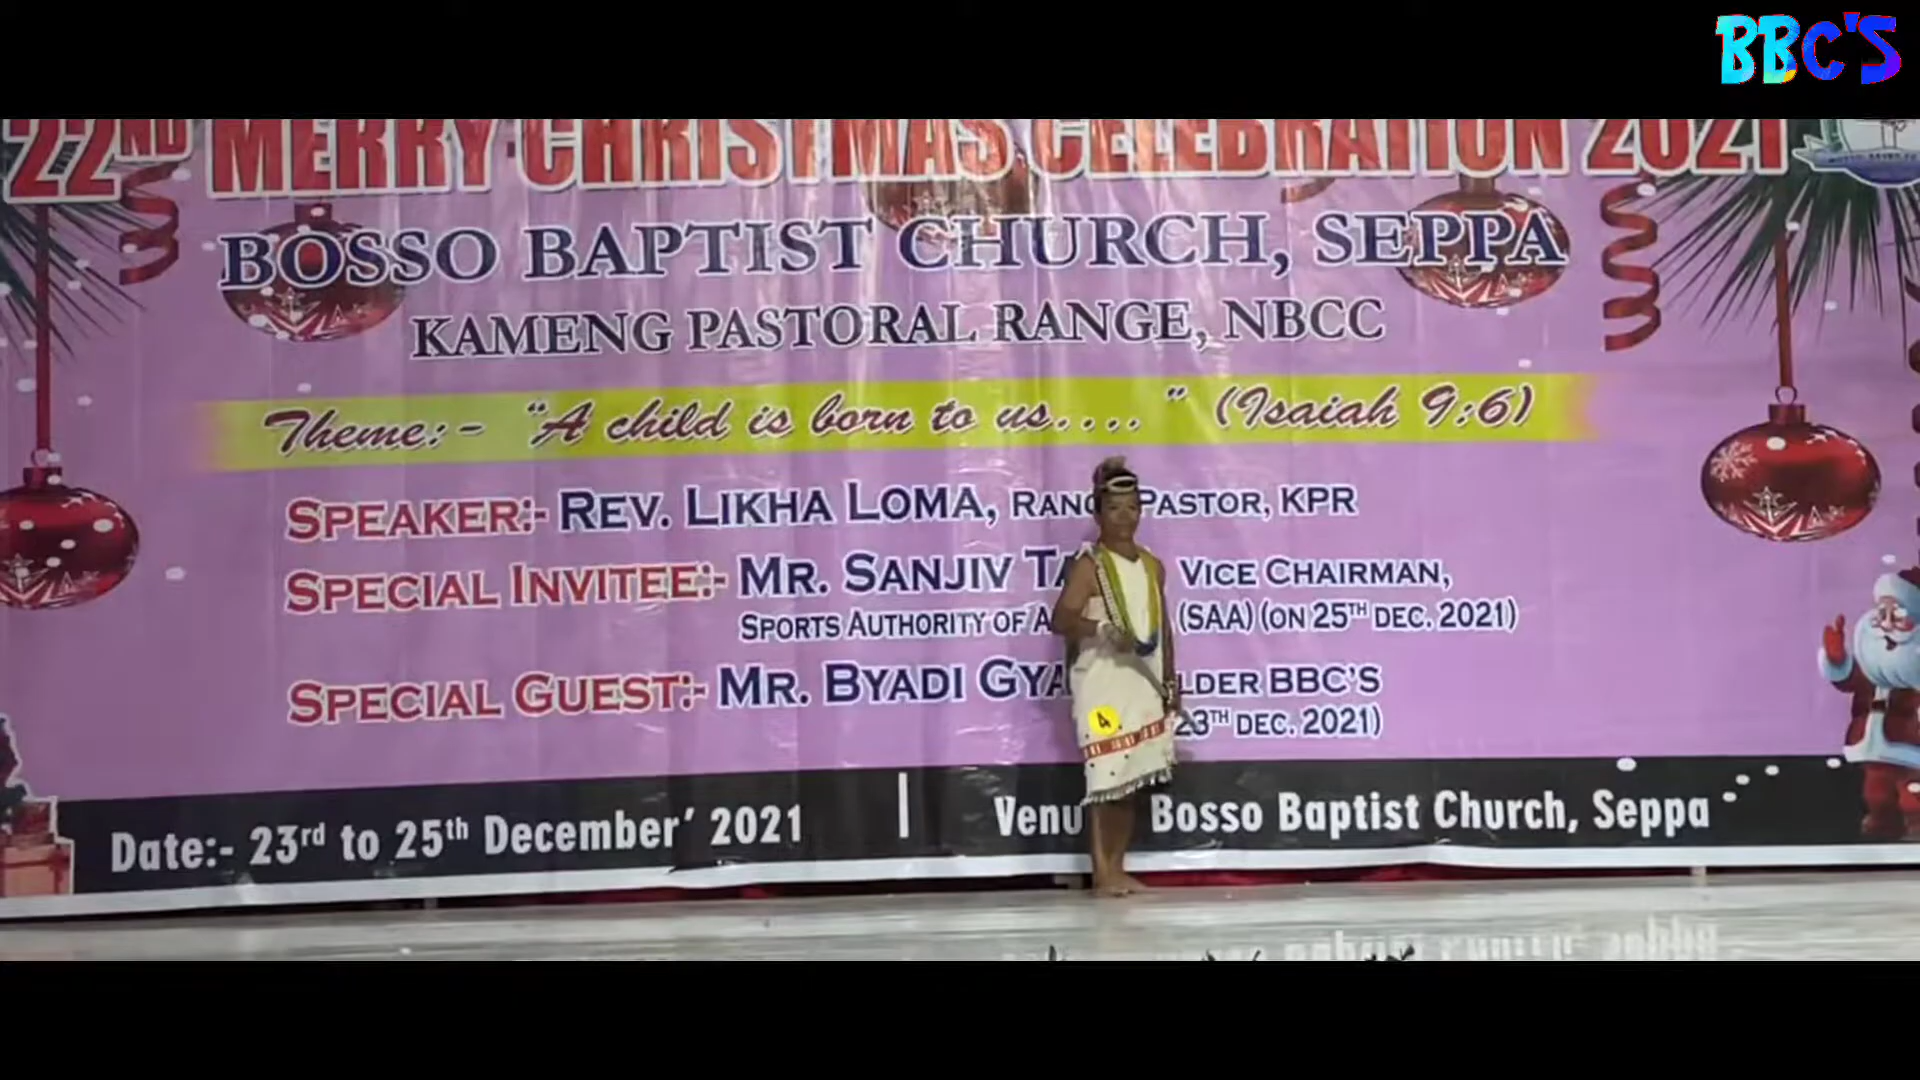 BBC'S
22ND MERRY CHRISTMAS CELEBRATION 2021
BOSSO BAPTIST CHURCH, SEPPA
KAMENG PASTORAL RANGE, NBCC
Theme:- "A child is born to us...." (Isaiah 9:6)
SPEAKER:- REV. LIKHA LOMA, PASTOR, KPR
SPECIAL INVITEE:- MR. SANJIV VICE CHAIRMAN,
SPORTS AUTHORITY OF (SAA) (ON 25TH DEC. 2021)
SPECIAL GUEST:- MR. BYADI BBC'S
23TH DEC. 2021)
4
Date:- 23rd to 25th December' 2021 | Bosso Baptist Church, Seppa